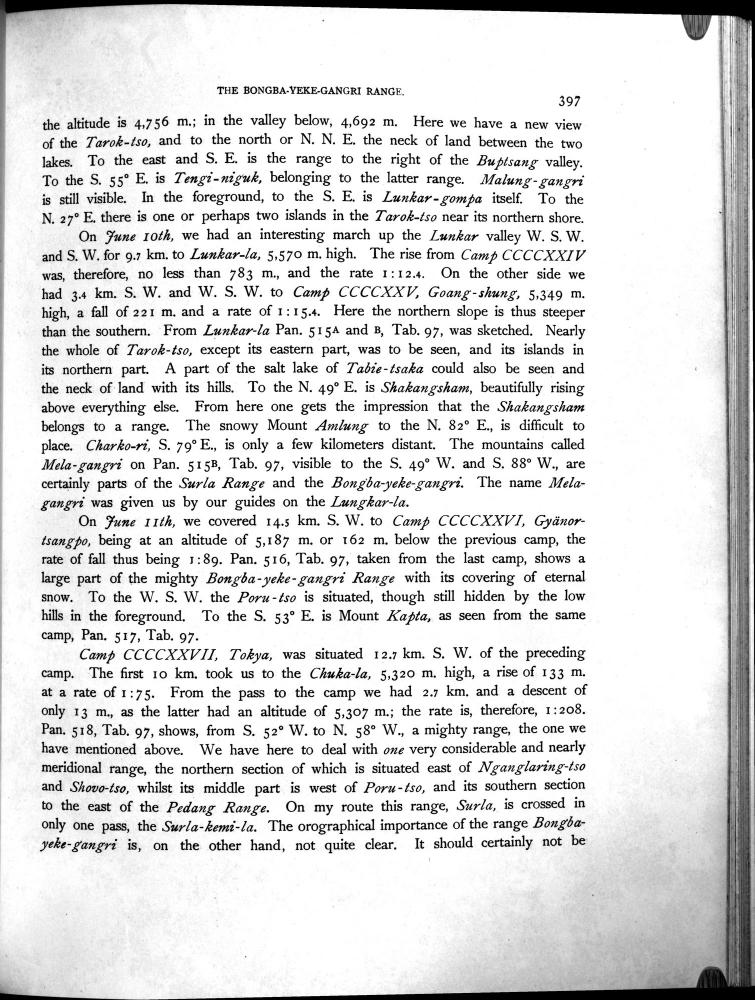 THE BONGBA-YEKE-GANGRI RANGE.
397
the altitude is 4,756 m.; in the valley below, 4,692 m. Here we have a new view
of the Tarok-tso, and to the north or N. N. E. the neck of land between the two
lakes. To the east and S. E. is the range to the right of the Buptsang valley.
To the S. 55° E. is Tengi-niguk, belonging to the latter range. Malung-gangri
is still visible. In the foreground, to the S. E. is Lunkar-gompa itself. To the
N. 27° E. there is one or perhaps two islands in the Tarok-tso near its northern shore.
On June 10th, we had an interesting march up the Lunkar valley W. S. W.
and S. W. for 9.7 km. to Lunkar-la, 5,570 m. high. The rise from Camp CCCCXXIV
was, therefore, no less than 783 m., and the rate 1:12.4. On the other side we
had 3.4 km. S. W. and W. S. W. to Camp CCCCXXV, Goang-shung, 5,349 m.
high, a fall of 221 m. and a rate of 1:15.4. Here the northern slope is thus steeper
than the southern. From Lunkar-la Pan. 515A and B, Tab. 97, was sketched. Nearly
the whole of Tarok-tso, except its eastern part, was to be seen, and its islands in
its northern part. A part of the salt lake of Tabie-tsaka could also be seen and
the neck of land with its hills. To the N. 49° E. is Shakangsham, beautifully rising
above everything else. From here one gets the impression that the Shakangsham
belongs to a range. The snowy Mount Amlung to the N. 82° E., is difficult to
place. Charko-ri, S. 79° E., is only a few kilometers distant. The mountains called
Mela-gangri on Pan. 515B, Tab. 97, visible to the S. 49° W. and S. 88° W., are
certainly parts of the Surla Range and the Bongba-yeke-gangri. The name Mela-
gangri was given us by our guides on the Lungkar-la.
On June 11th, we covered 14.5 km. S. W. to Camp CCCCXXVI, Gyänor-
tsangpo, being at an altitude of 5,187 m. or 162 m. below the previous camp, the
rate of fall thus being 1:89. Pan. 516, Tab. 97, taken from the last camp, shows a
large part of the mighty Bongba-yeke-gangri Range with its covering of eternal
snow. To the W. S. W. the Poru-tso is situated, though still hidden by the low
hills in the foreground. To the S. 53° E. is Mount Kapta, as seen from the same
camp, Pan. 517, Tab. 97.
Camp CCCCXXVII, Tokya, was situated 12.7 km. S. W. of the preceding
camp. The first 10 km. took us to the Chuka-la, 5,320 m. high, a rise of 133 m.
at a rate of 1:75. From the pass to the camp we had 2.7 km. and a descent of
only 13 m., as the latter had an altitude of 5,307 m.; the rate is, therefore, 1:208.
Pan. 518, Tab. 97, shows, from S. 52° W. to N. 58° W., a mighty range, the one we
have mentioned above. We have here to deal with one very considerable and nearly
meridional range, the northern section of which is situated east of Nganglaring-tso
and Shovo-tso, whilst its middle part is west of Poru-tso, and its southern section
to the east of the Pedang Range. On my route this range, Surla, is crossed in
only one pass, the Surla-kemi-la. The orographical importance of the range Bongba-
yeke-gangri is, on the other hand, not quite clear. It should certainly not be